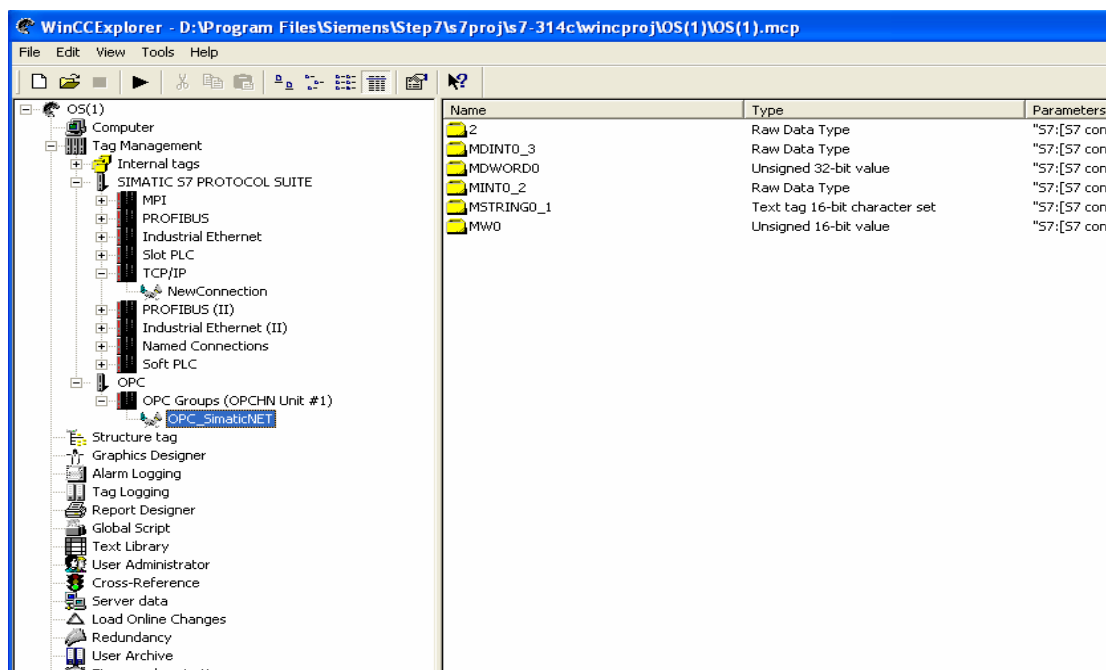 WinCCExplorer - D:\Program Files\Siemens\Step7\s7proj\s7-314c\wincproj\OS(1)\OS(1).mcp
File Edit View Tools Help
OS(1)
Computer
Tag Management
Internal tags
SIMATIC S7 PROTOCOL SUITE
MPI
PROFIBUS
Industrial Ethernet
Slot PLC
TCP/IP
NewConnection
PROFIBUS (II)
Industrial Ethernet (II)
Named Connections
Soft PLC
OPC
OPC Groups (OPCHN Unit #1)
OPC_SimaticNET
Structure tag
Graphics Designer
Alarm Logging
Tag Logging
Report Designer
Global Script
Text Library
User Administrator
Cross-Reference
Server data
Load Online Changes
Redundancy
User Archive
Name Type Parameters
2 Raw Data Type "S7:[S7 con
MDINT0_3 Raw Data Type "S7:[S7 con
MDWORD0 Unsigned 32-bit value "S7:[S7 con
MINT0_2 Raw Data Type "S7:[S7 con
MSTRING0_1 Text tag 16-bit character set "S7:[S7 con
MW0 Unsigned 16-bit value "S7:[S7 con